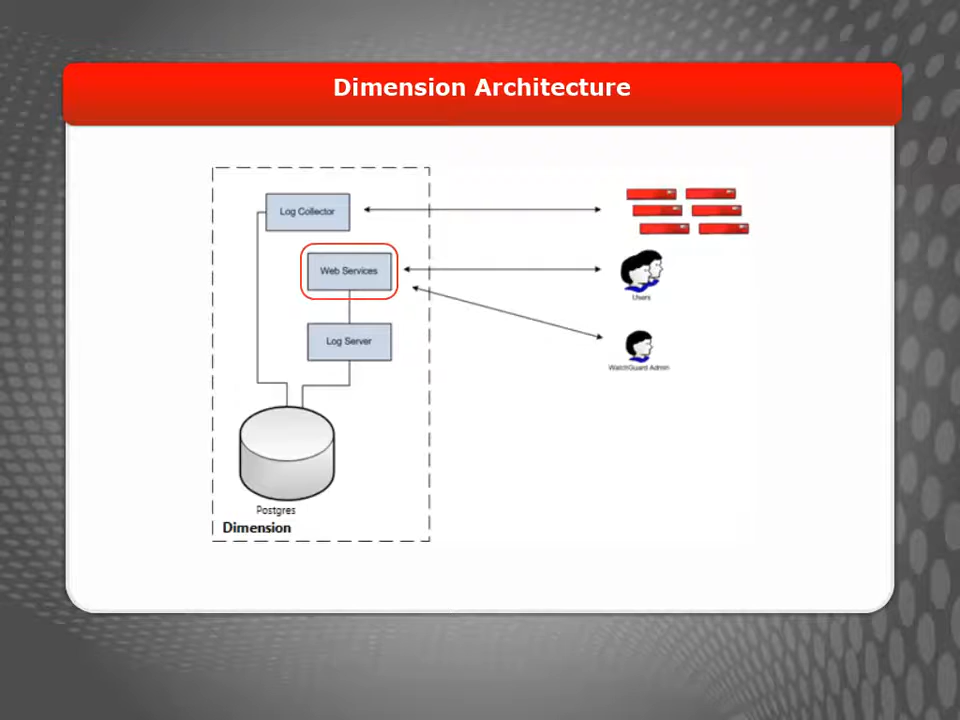 Dimension Architecture
Log Collector
Web Services
Users
Log Server
WatchGuard Admin
Postgres
Dimension